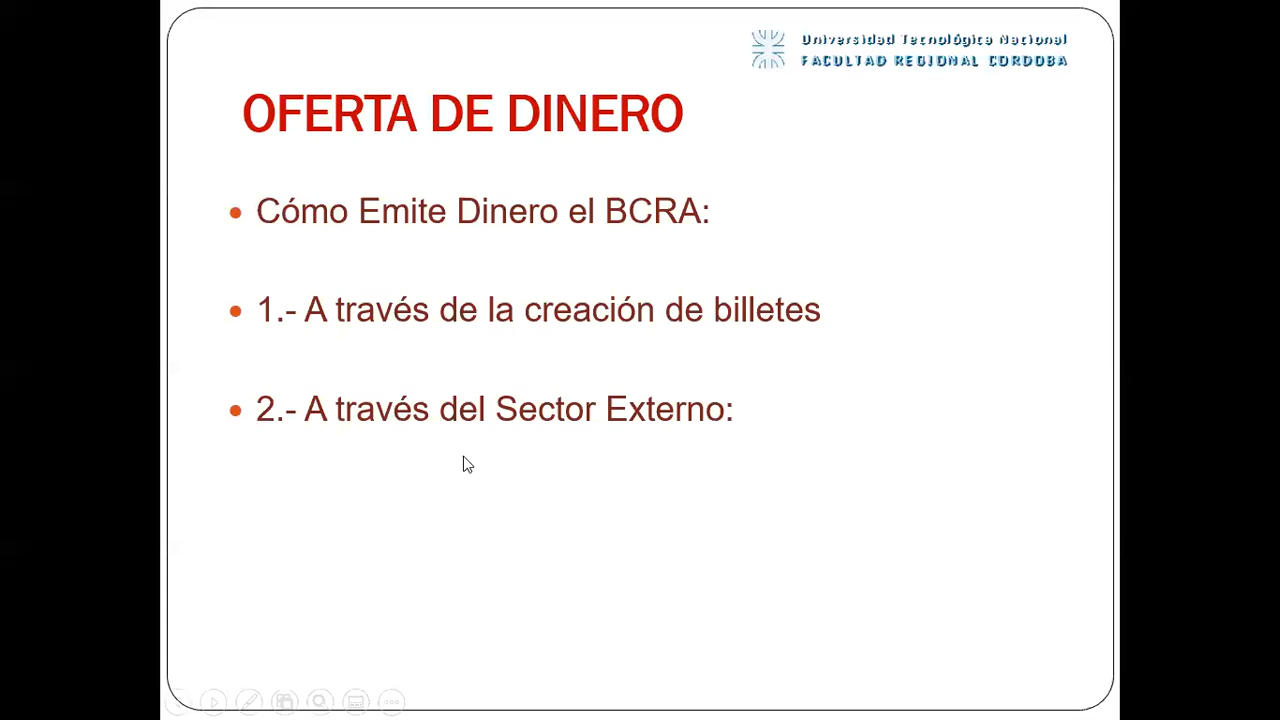 Universidad Tecnológica Nacional
FACULTAD REGIONAL CORDOBA
OFERTA DE DINERO
• Cómo Emite Dinero el BCRA:
• 1.- A través de la creación de billetes
• 2.- A través del Sector Externo: